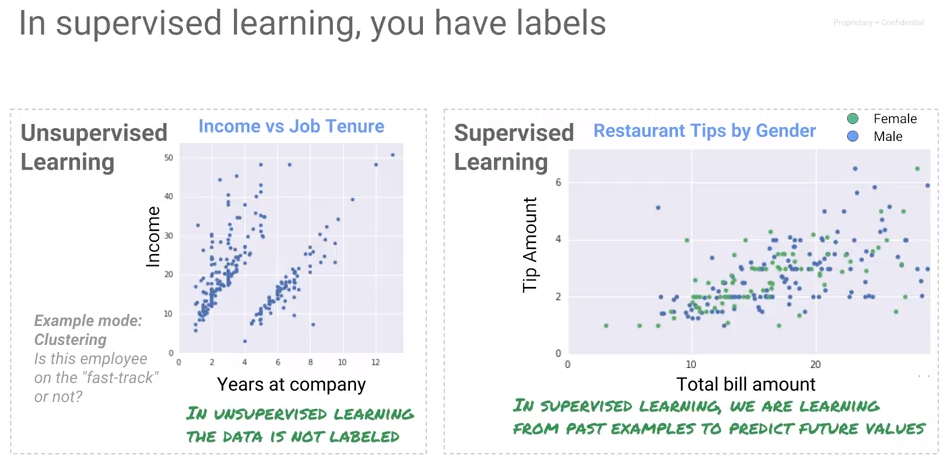 In supervised learning, you have labels
Proprietary + Confidential
Unsupervised
Learning
Income vs Job Tenure
50
40
30
20
10
0
Income
0 2 4 6 8 10 12
Years at company
Example mode:
Clustering
Is this employee
on the "fast-track"
or not?
In unsupervised learning
the data is not labeled
Supervised
Learning
Restaurant Tips by Gender
Female
Male
6
4
2
0
Tip Amount
0 10 20
Total bill amount
In supervised learning, we are learning
from past examples to predict future values